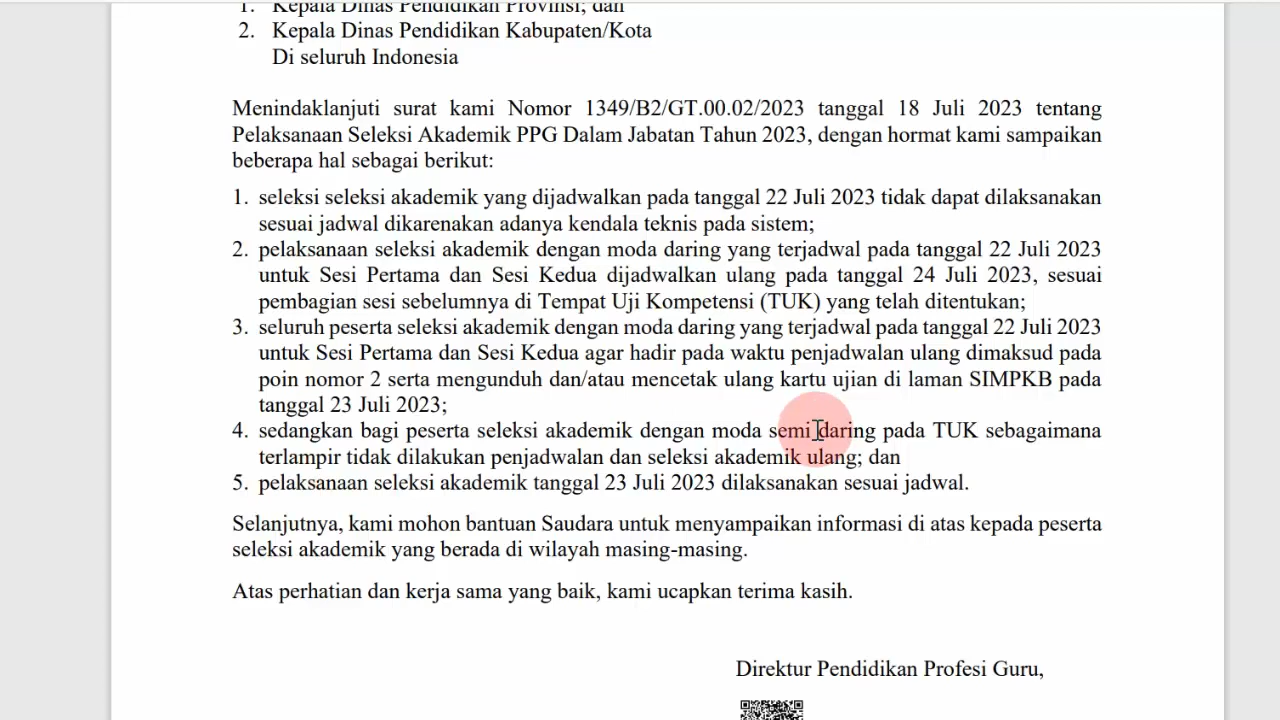 1. Kepala Dinas Pendidikan Provinsi; dan
2. Kepala Dinas Pendidikan Kabupaten/Kota
Di seluruh Indonesia
Menindaklanjuti surat kami Nomor 1349/B2/GT.00.02/2023 tanggal 18 Juli 2023 tentang
Pelaksanaan Seleksi Akademik PPG Dalam Jabatan Tahun 2023, dengan hormat kami sampaikan
beberapa hal sebagai berikut:
1. seleksi seleksi akademik yang dijadwalkan pada tanggal 22 Juli 2023 tidak dapat dilaksanakan
sesuai jadwal dikarenakan adanya kendala teknis pada sistem;
2. pelaksanaan seleksi akademik dengan moda daring yang terjadwal pada tanggal 22 Juli 2023
untuk Sesi Pertama dan Sesi Kedua dijadwalkan ulang pada tanggal 24 Juli 2023, sesuai
pembagian sesi sebelumnya di Tempat Uji Kompetensi (TUK) yang telah ditentukan;
3. seluruh peserta seleksi akademik dengan moda daring yang terjadwal pada tanggal 22 Juli 2023
untuk Sesi Pertama dan Sesi Kedua agar hadir pada waktu penjadwalan ulang dimaksud pada
poin nomor 2 serta mengunduh dan/atau mencetak ulang kartu ujian di laman SIMPKB pada
tanggal 23 Juli 2023;
4. sedangkan bagi peserta seleksi akademik dengan moda semi daring pada TUK sebagaimana
terlampir tidak dilakukan penjadwalan dan seleksi akademik ulang; dan
5. pelaksanaan seleksi akademik tanggal 23 Juli 2023 dilaksanakan sesuai jadwal.
Selanjutnya, kami mohon bantuan Saudara untuk menyampaikan informasi di atas kepada peserta
seleksi akademik yang berada di wilayah masing-masing.
Atas perhatian dan kerja sama yang baik, kami ucapkan terima kasih.
Direktur Pendidikan Profesi Guru,